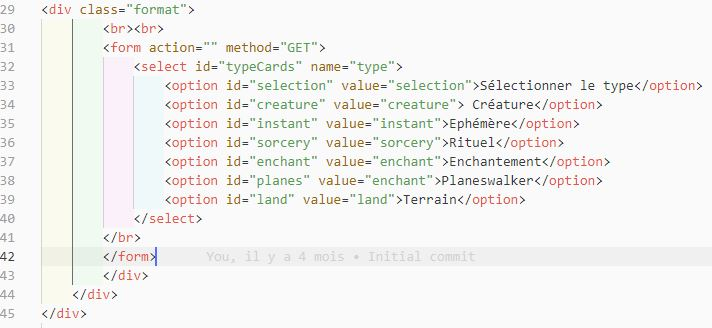 29 <div class="format">
30 <br><br>
31 <form action="" method="GET">
32 <select id="typeCards" name="type">
33 <option id="selection" value="selection">Sélectionner le type</option>
34 <option id="creature" value="creature"> Créature</option>
35 <option id="instant" value="instant">Ephémère</option>
36 <option id="sorcery" value="sorcery">Rituel</option>
37 <option id="enchant" value="enchant">Enchantement</option>
38 <option id="planes" value="enchant">Planeswalker</option>
39 <option id="land" value="land">Terrain</option>
40 </select>
41 </br>
42 </form> You, il y a 4 mois • Initial commit
43 </div>
44 </div>
45 </div>